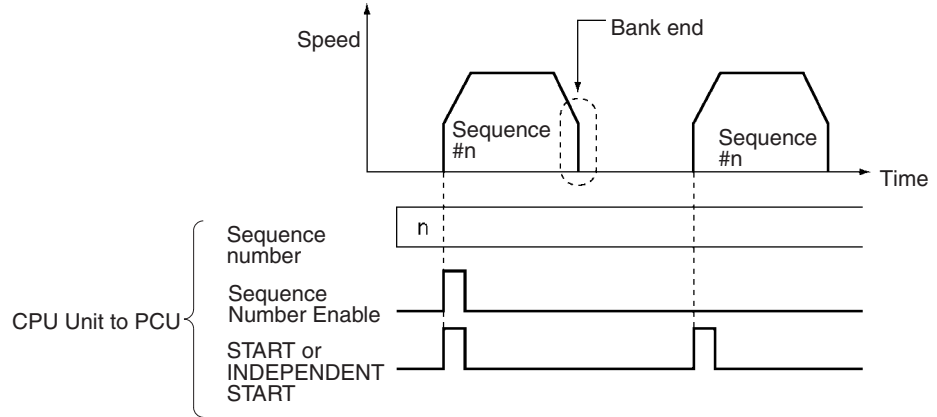 Speed
Bank end
Sequence
#n
Sequence
#n
Time
n
Sequence
number
Sequence
Number Enable
CPU Unit to PCU
START or
INDEPENDENT
START